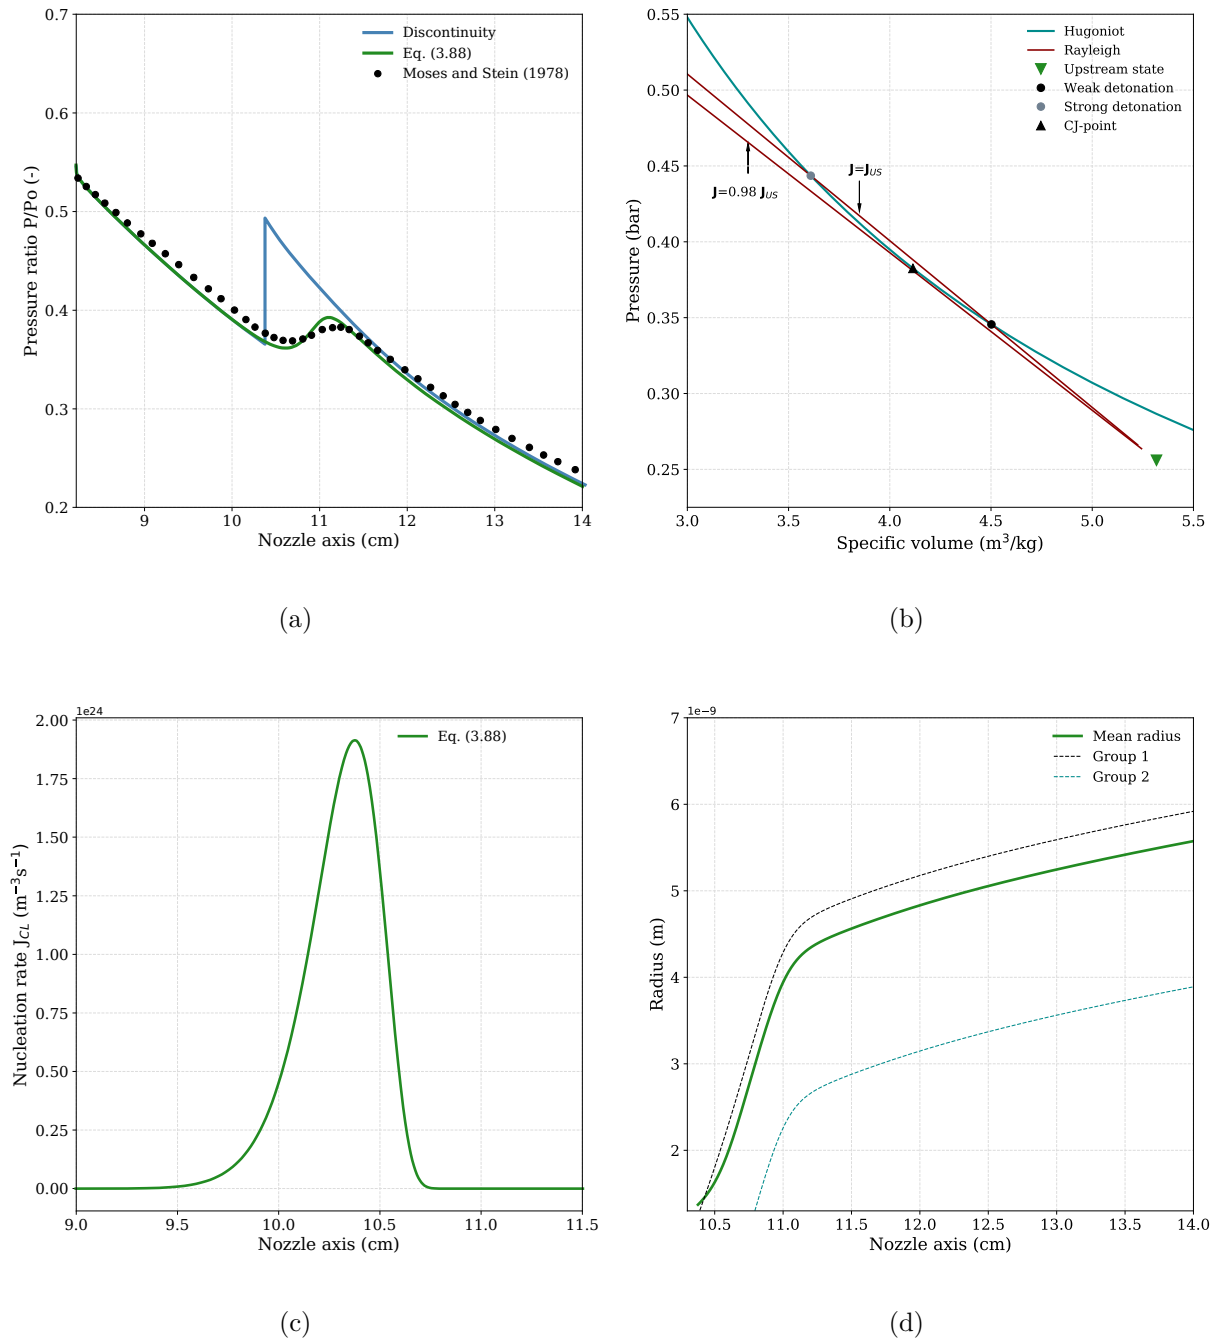 0.7
0.6
0.5
0.4
0.3
0.2
Pressure ratio P/Po (-)
Discontinuity
Eq. (3.88)
Moses and Stein (1978)
9 10 11 12 13 14
Nozzle axis (cm)
(a)
0.55
0.50
0.45
0.40
0.35
0.30
0.25
Pressure (bar)
Hugoniot
Rayleigh
Upstream state
Weak detonation
Strong detonation
CJ-point
J=J_US
J=0.98 J_US
3.0 3.5 4.0 4.5 5.0 5.5
Specific volume (m³/kg)
(b)
1e24
2.00
1.75
1.50
1.25
1.00
0.75
0.50
0.25
0.00
Nucleation rate J_CL (m⁻³s⁻¹)
Eq. (3.88)
9.0 9.5 10.0 10.5 11.0 11.5
Nozzle axis (cm)
(c)
1e−9
7
6
5
4
3
2
Radius (m)
Mean radius
Group 1
Group 2
10.5 11.0 11.5 12.0 12.5 13.0 13.5 14.0
Nozzle axis (cm)
(d)